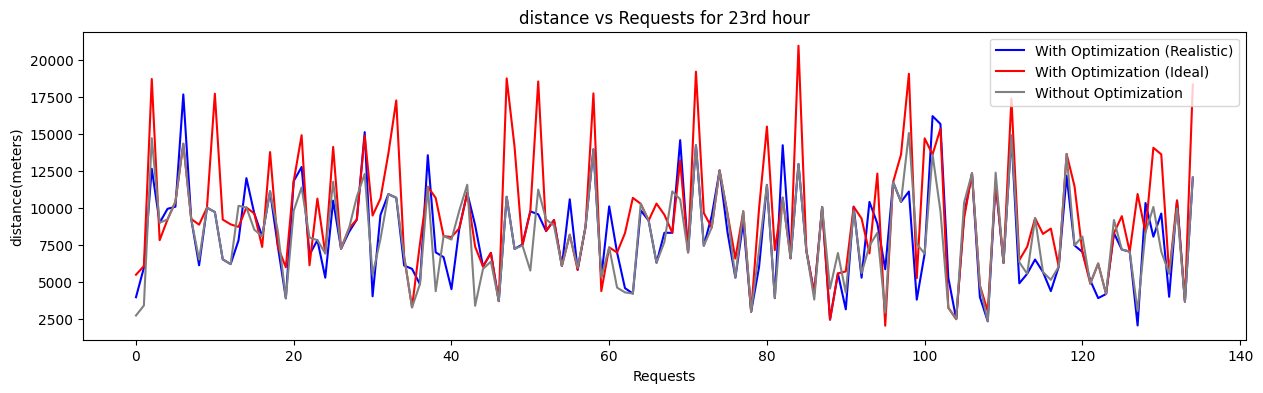 distance vs Requests for 23rd hour
With Optimization (Realistic)
With Optimization (Ideal)
Without Optimization
distance(meters)
20000
17500
15000
12500
10000
7500
5000
2500
0 20 40 60 80 100 120 140
Requests